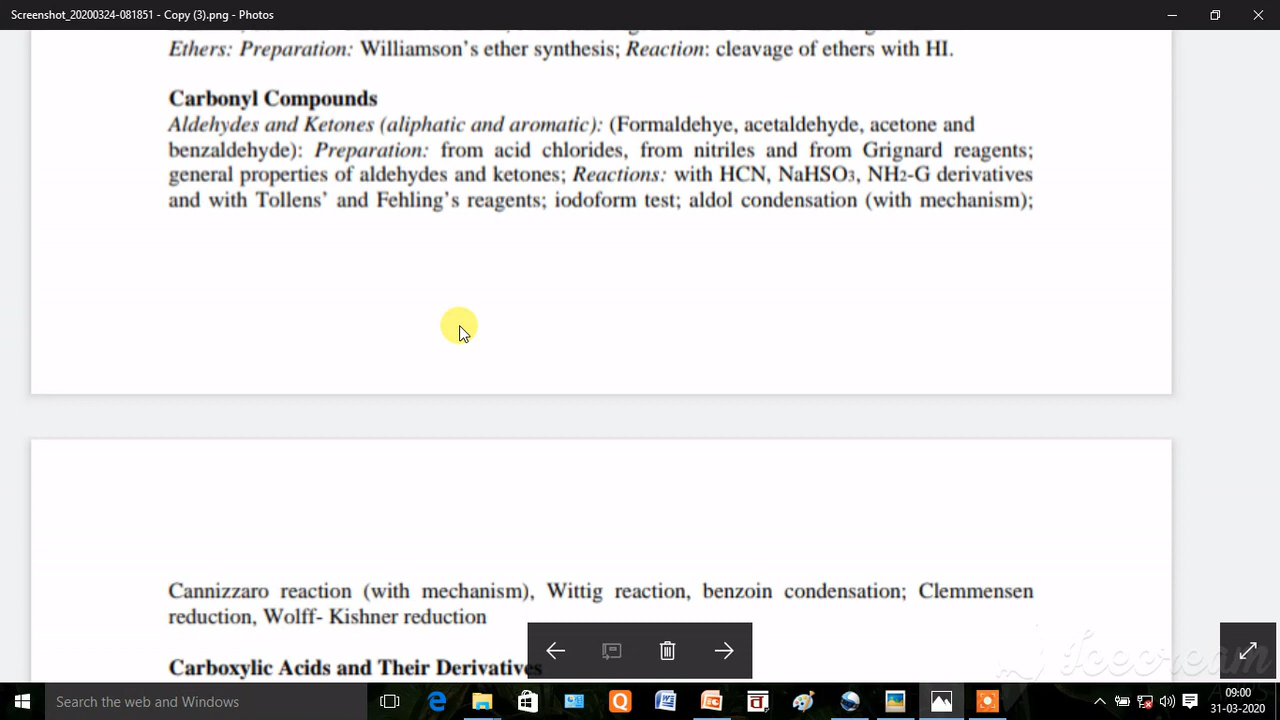 Screenshot_20200324-081851 - Copy (3).png - Photos
Ethers: Preparation: Williamson's ether synthesis; Reaction: cleavage of ethers with HI.
Carbonyl Compounds
Aldehydes and Ketones (aliphatic and aromatic): (Formaldehye, acetaldehyde, acetone and
benzaldehyde): Preparation: from acid chlorides, from nitriles and from Grignard reagents;
general properties of aldehydes and ketones; Reactions: with HCN, NaHSO3, NH2-G derivatives
and with Tollens' and Fehling's reagents; iodoform test; aldol condensation (with mechanism);
Cannizzaro reaction (with mechanism), Wittig reaction, benzoin condensation; Clemmensen
reduction, Wolff- Kishner reduction
Carboxylic Acids and Their Derivatives
Icecream
Search the web and Windows
09:00
31-03-2020